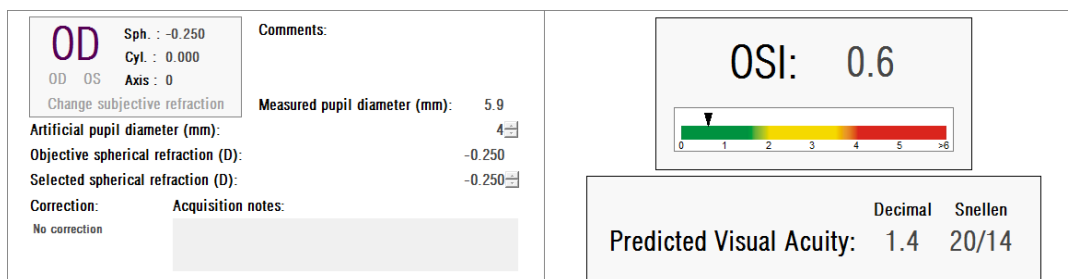 OD
Sph. : -0.250
Cyl. : 0.000
OD OS Axis : 0
Change subjective refraction
Comments:
Measured pupil diameter (mm): 5.9
Artificial pupil diameter (mm): 4
Objective spherical refraction (D): -0.250
Selected spherical refraction (D): -0.250
Correction: Acquisition notes:
No correction
OSI: 0.6
0 1 2 3 4 5 >6
Decimal Snellen
Predicted Visual Acuity: 1.4 20/14